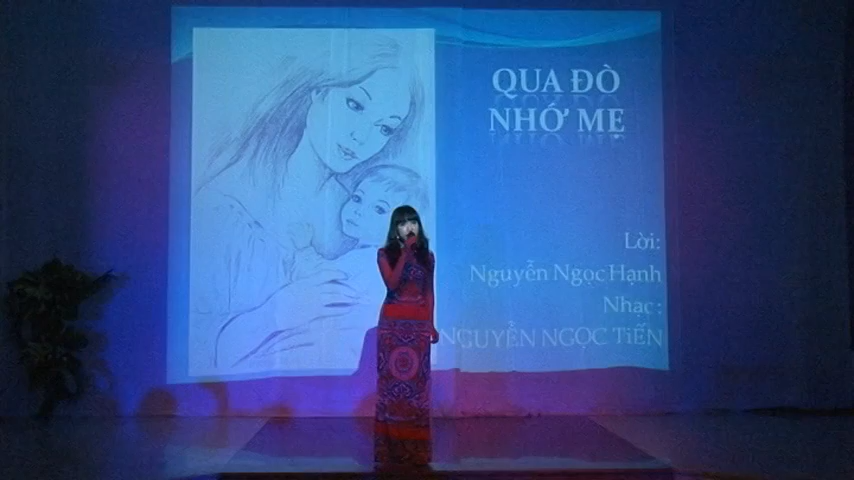 QUA ĐÒ
NHỚ MẸ
Lời:
Nguyễn Ngọc Hạnh
Nhạc:
NGUYỄN NGỌC TiẾN